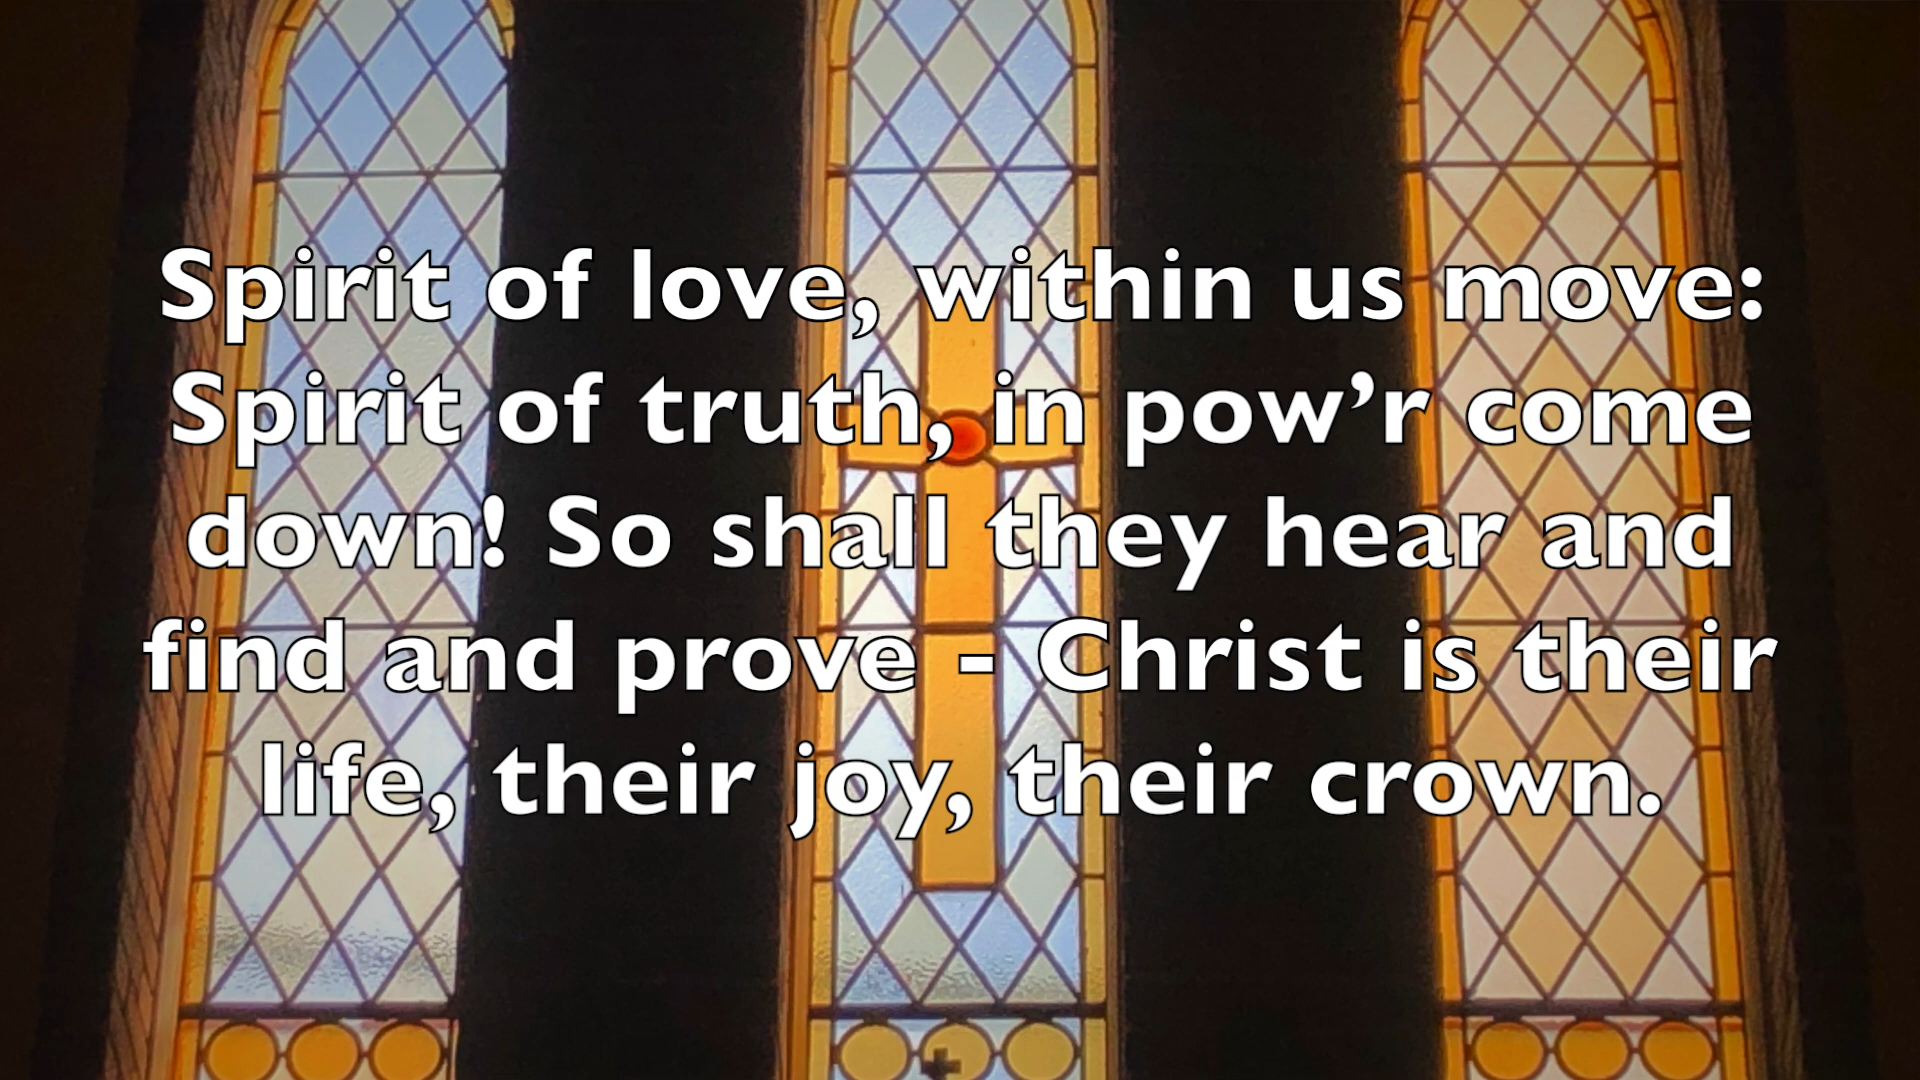 Spirit of love, within us move:
Spirit of truth, in pow’r come
down! So shall they hear and
find and prove - Christ is their
life, their joy, their crown.